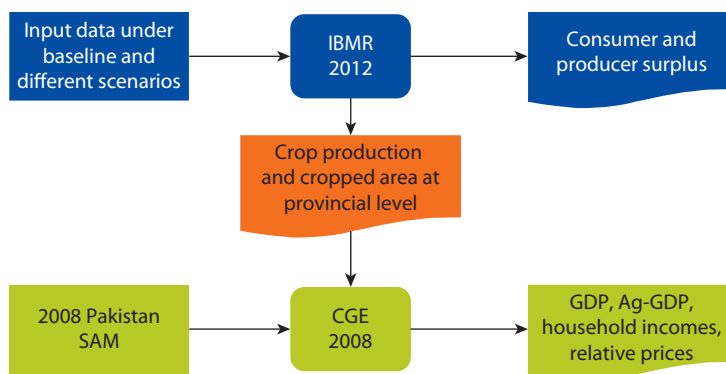 Input data under
baseline and
different scenarios
IBMR
2012
Consumer and
producer surplus
Crop production
and cropped area at
provincial level
2008 Pakistan
SAM
CGE
2008
GDP, Ag-GDP,
household incomes,
relative prices